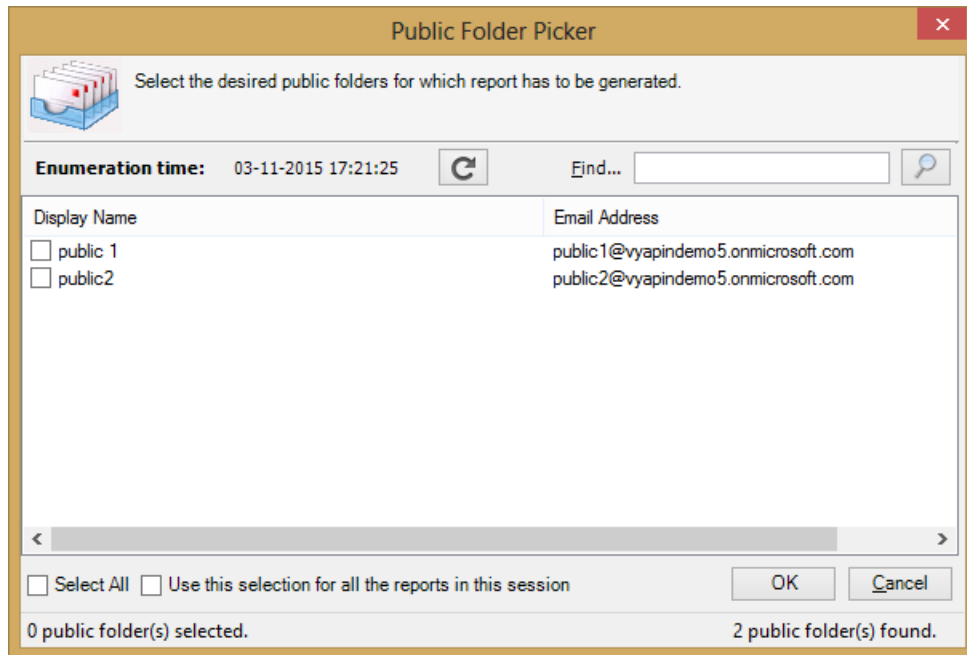 Public Folder Picker
Select the desired public folders for which report has to be generated.
Enumeration time: 03-11-2015 17:21:25 Find...
Display Name Email Address
public 1 public1@vyapindemo5.onmicrosoft.com
public2 public2@vyapindemo5.onmicrosoft.com
Select All Use this selection for all the reports in this session OK Cancel
0 public folder(s) selected. 2 public folder(s) found.